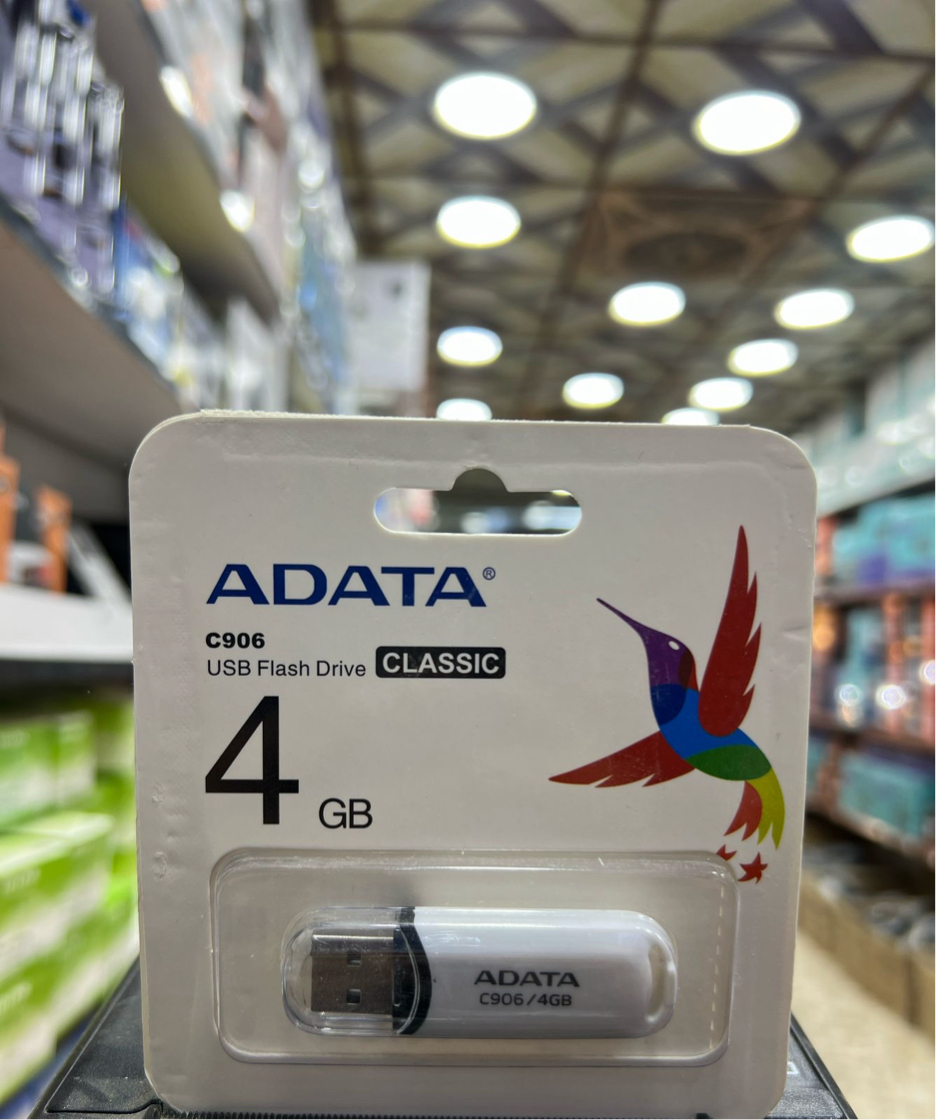 ADATA®
C906
USB Flash Drive CLASSIC
4 GB
ADATA
C906/4GB